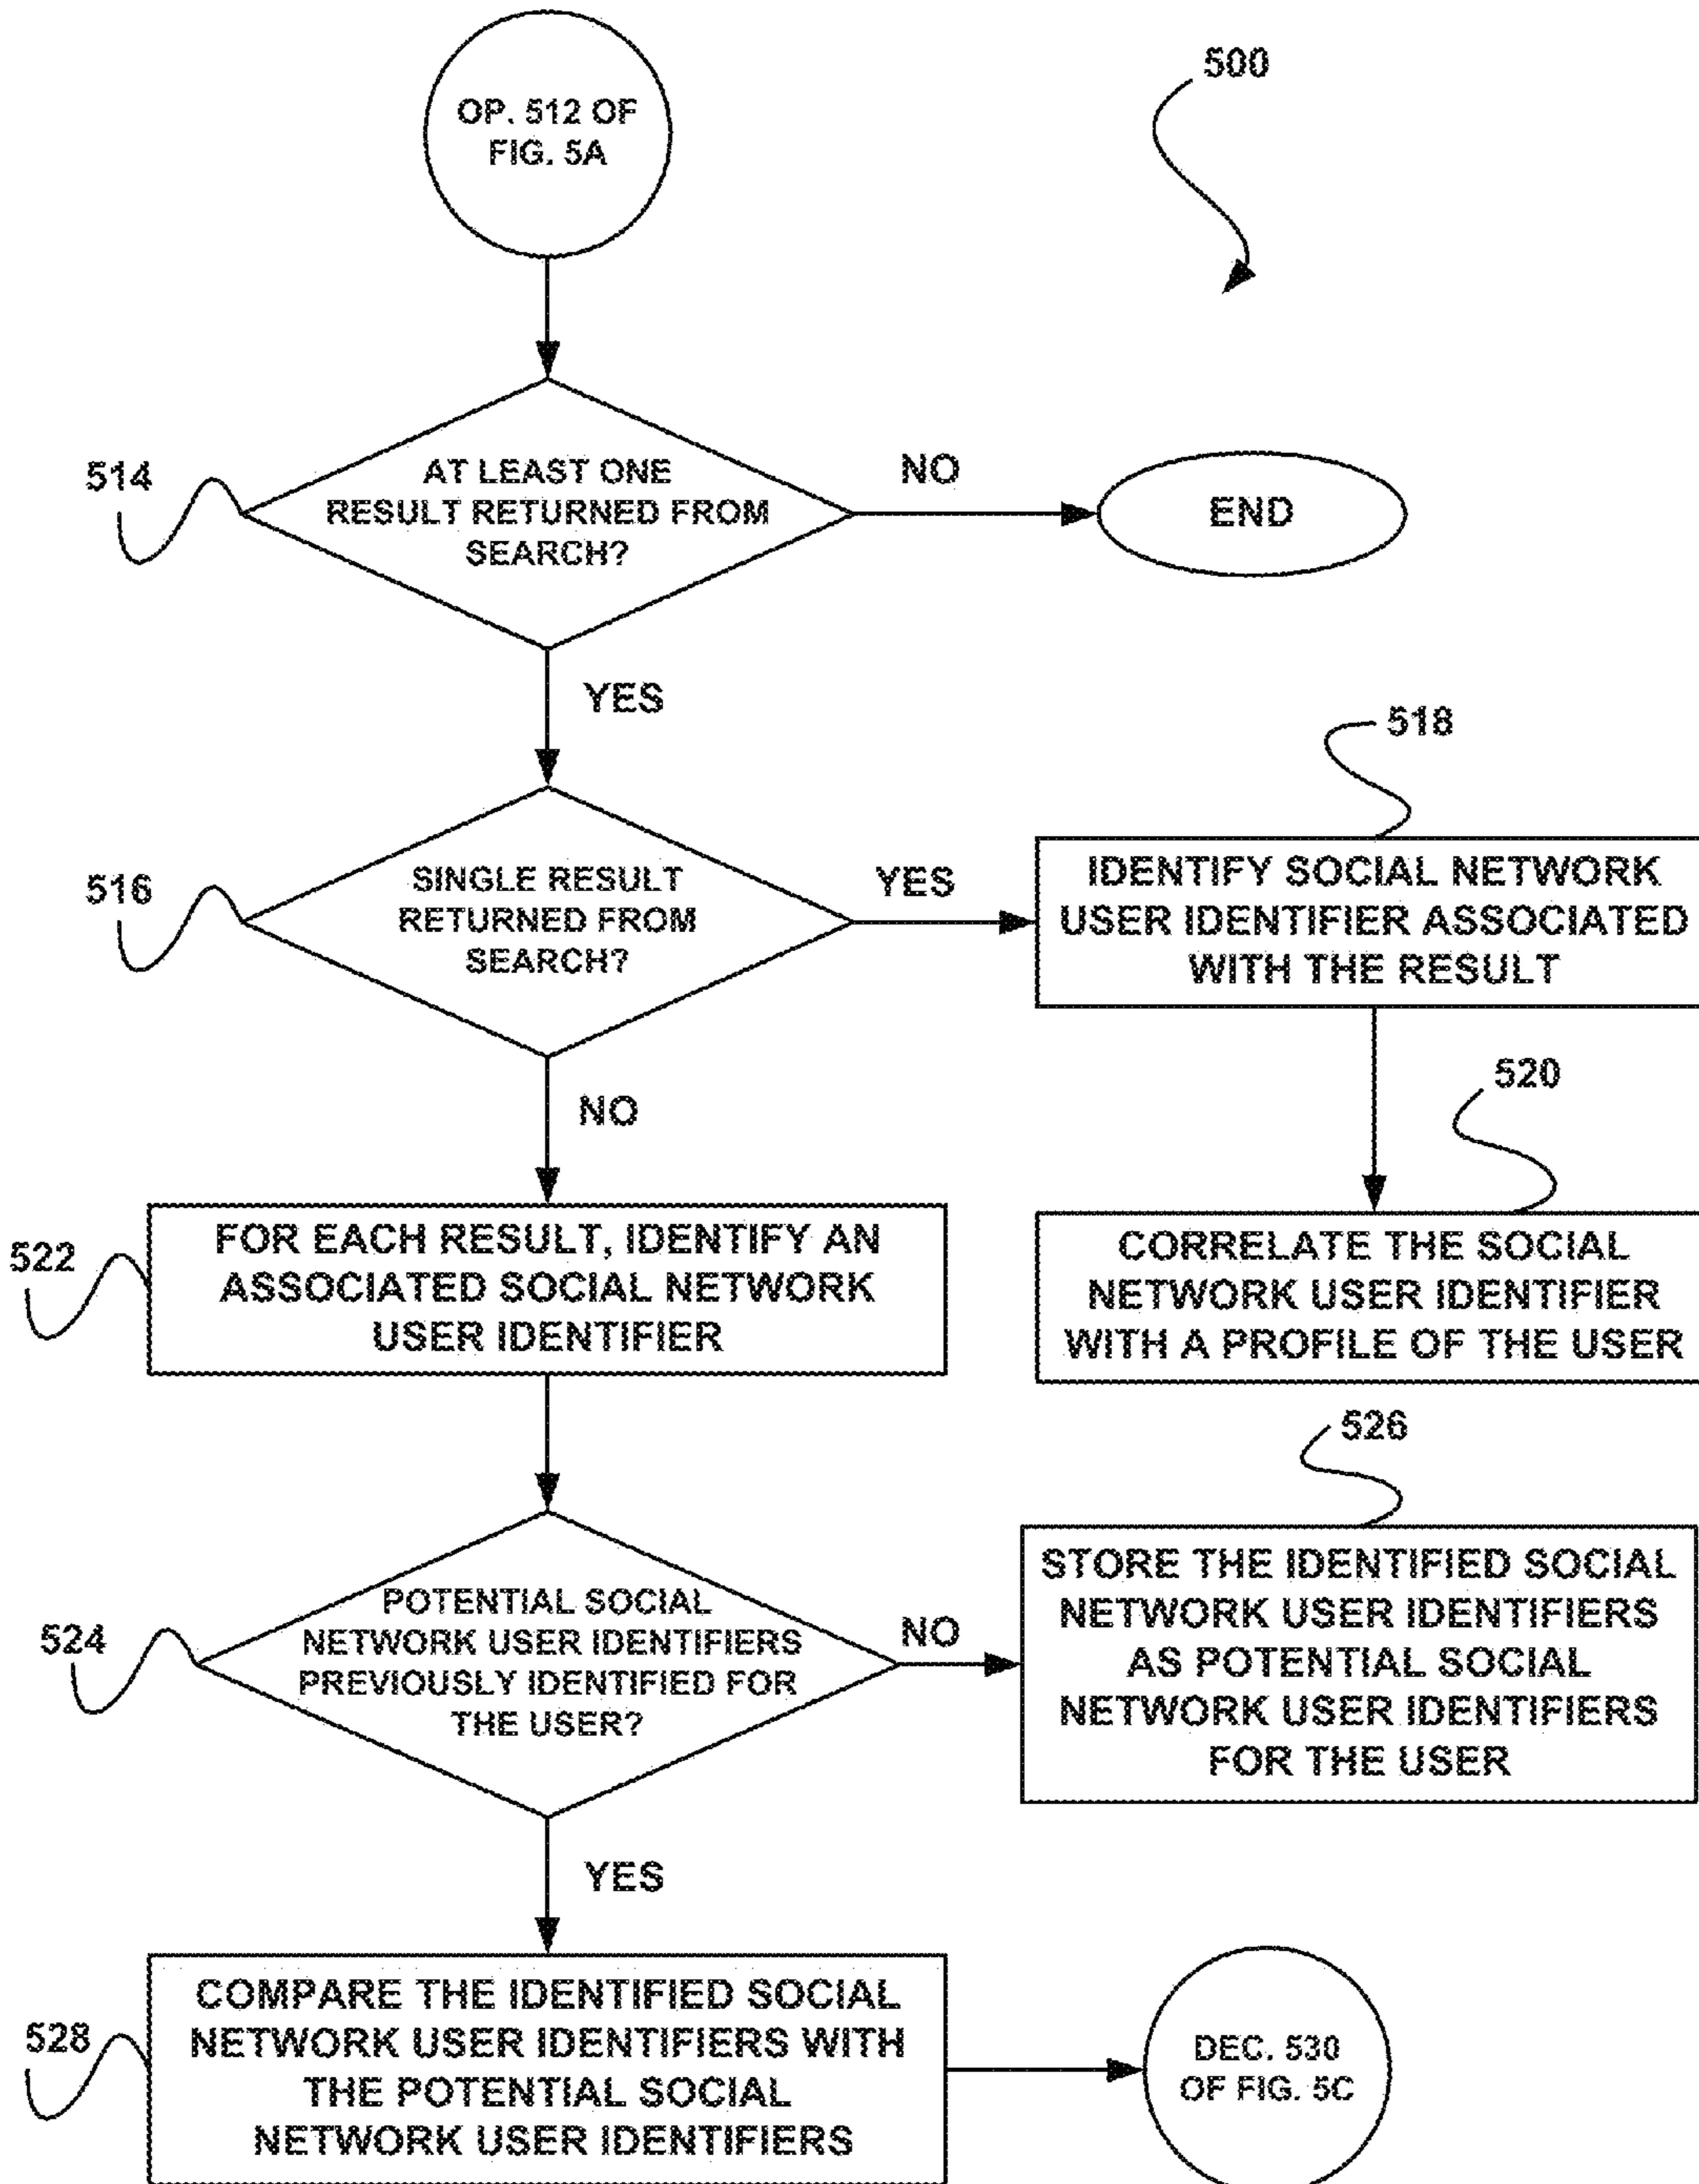 OP. 512 OF
FIG. 5A
500
514
AT LEAST ONE
RESULT RETURNED FROM
SEARCH?
NO
END
YES
516
SINGLE RESULT
RETURNED FROM
SEARCH?
YES
518
IDENTIFY SOCIAL NETWORK
USER IDENTIFIER ASSOCIATED
WITH THE RESULT
NO
520
CORRELATE THE SOCIAL
NETWORK USER IDENTIFIER
WITH A PROFILE OF THE USER
522
FOR EACH RESULT, IDENTIFY AN
ASSOCIATED SOCIAL NETWORK
USER IDENTIFIER
524
POTENTIAL SOCIAL
NETWORK USER IDENTIFIERS
PREVIOUSLY IDENTIFIED FOR
THE USER?
NO
526
STORE THE IDENTIFIED SOCIAL
NETWORK USER IDENTIFIERS
AS POTENTIAL SOCIAL
NETWORK USER IDENTIFIERS
FOR THE USER
YES
528
COMPARE THE IDENTIFIED SOCIAL
NETWORK USER IDENTIFIERS WITH
THE POTENTIAL SOCIAL
NETWORK USER IDENTIFIERS
DEC. 530
OF FIG. 5C